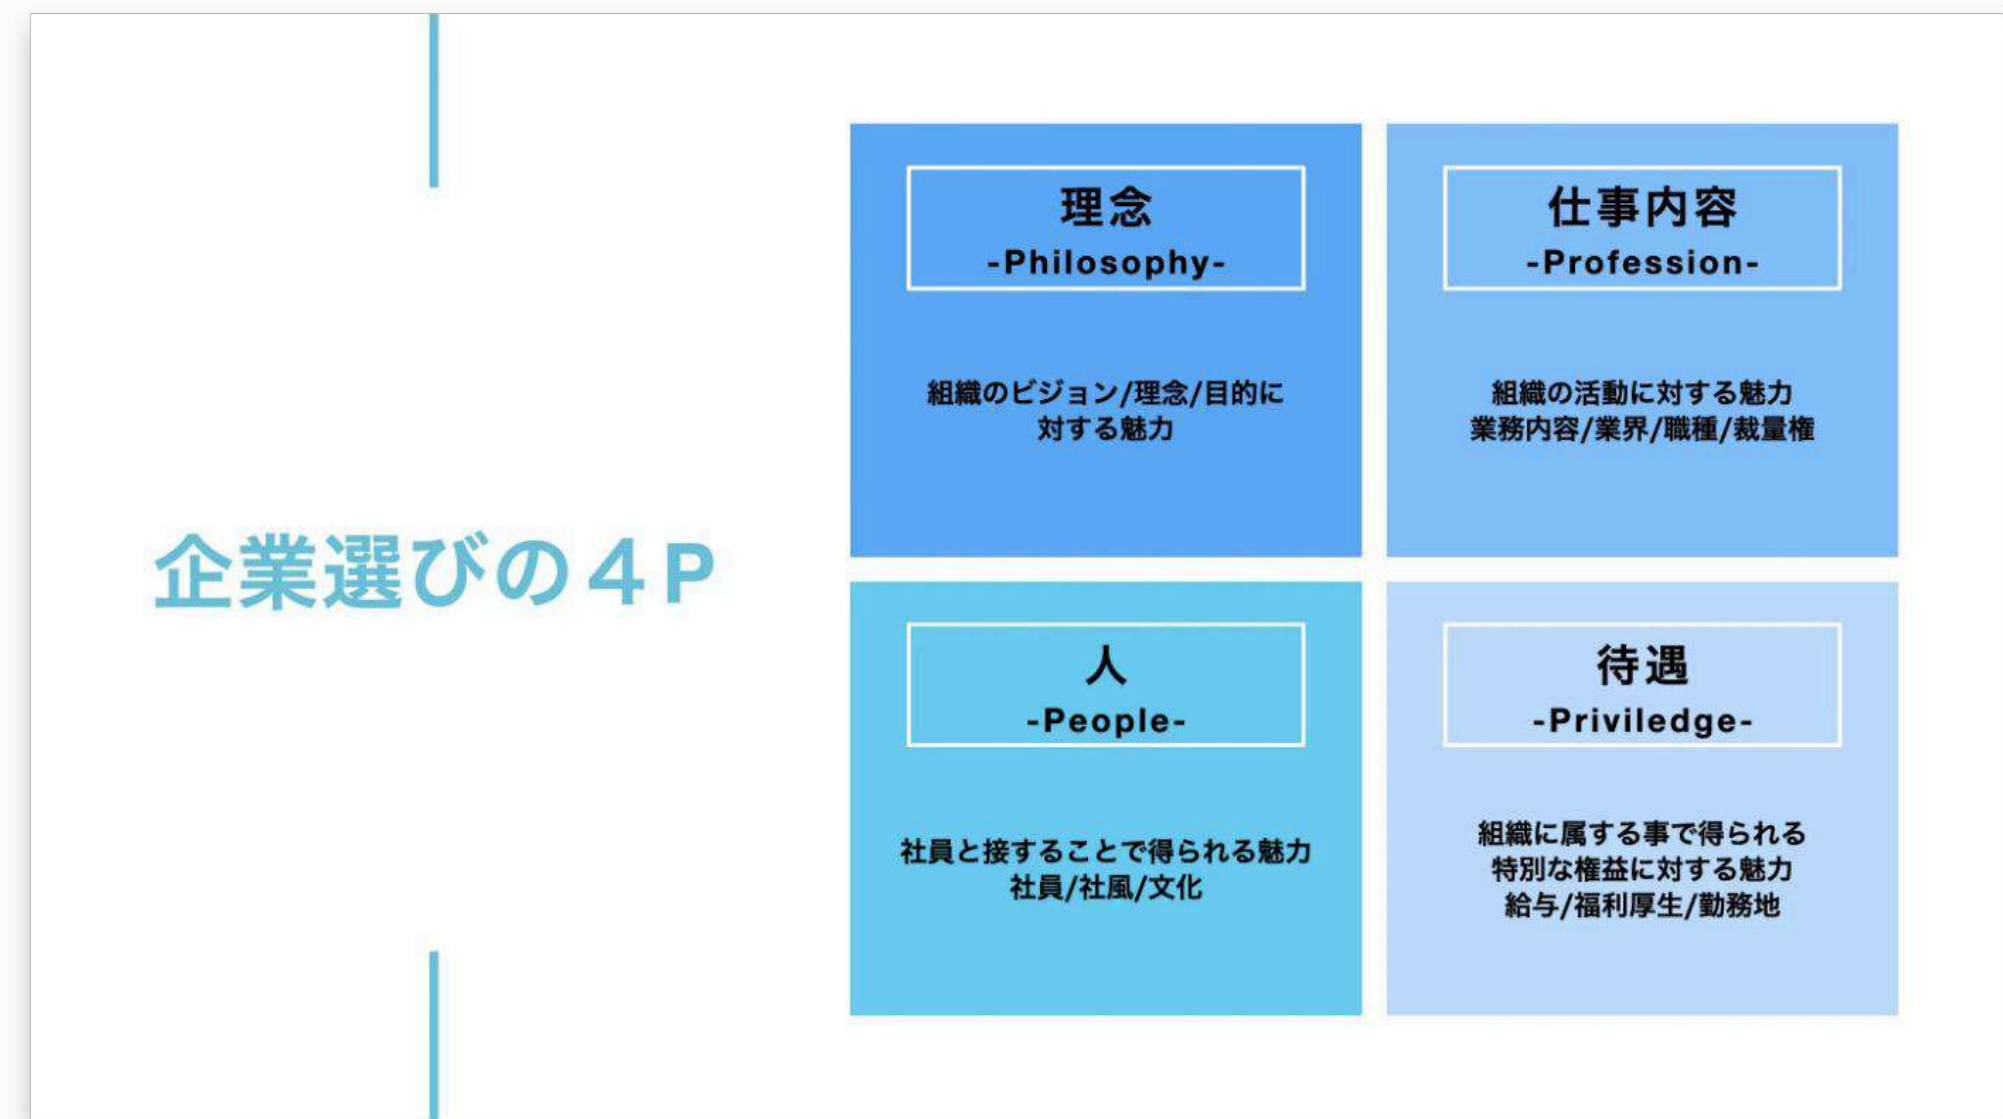 企業選びの４P
理念
-Philosophy-
組織のビジョン/理念/目的に
対する魅力
仕事内容
-Profession-
組織の活動に対する魅力
業務内容/業界/職種/裁量権
人
-People-
社員と接することで得られる魅力
社員/社風/文化
待遇
-Priviledge-
組織に属する事で得られる
特別な権益に対する魅力
給与/福利厚生/勤務地